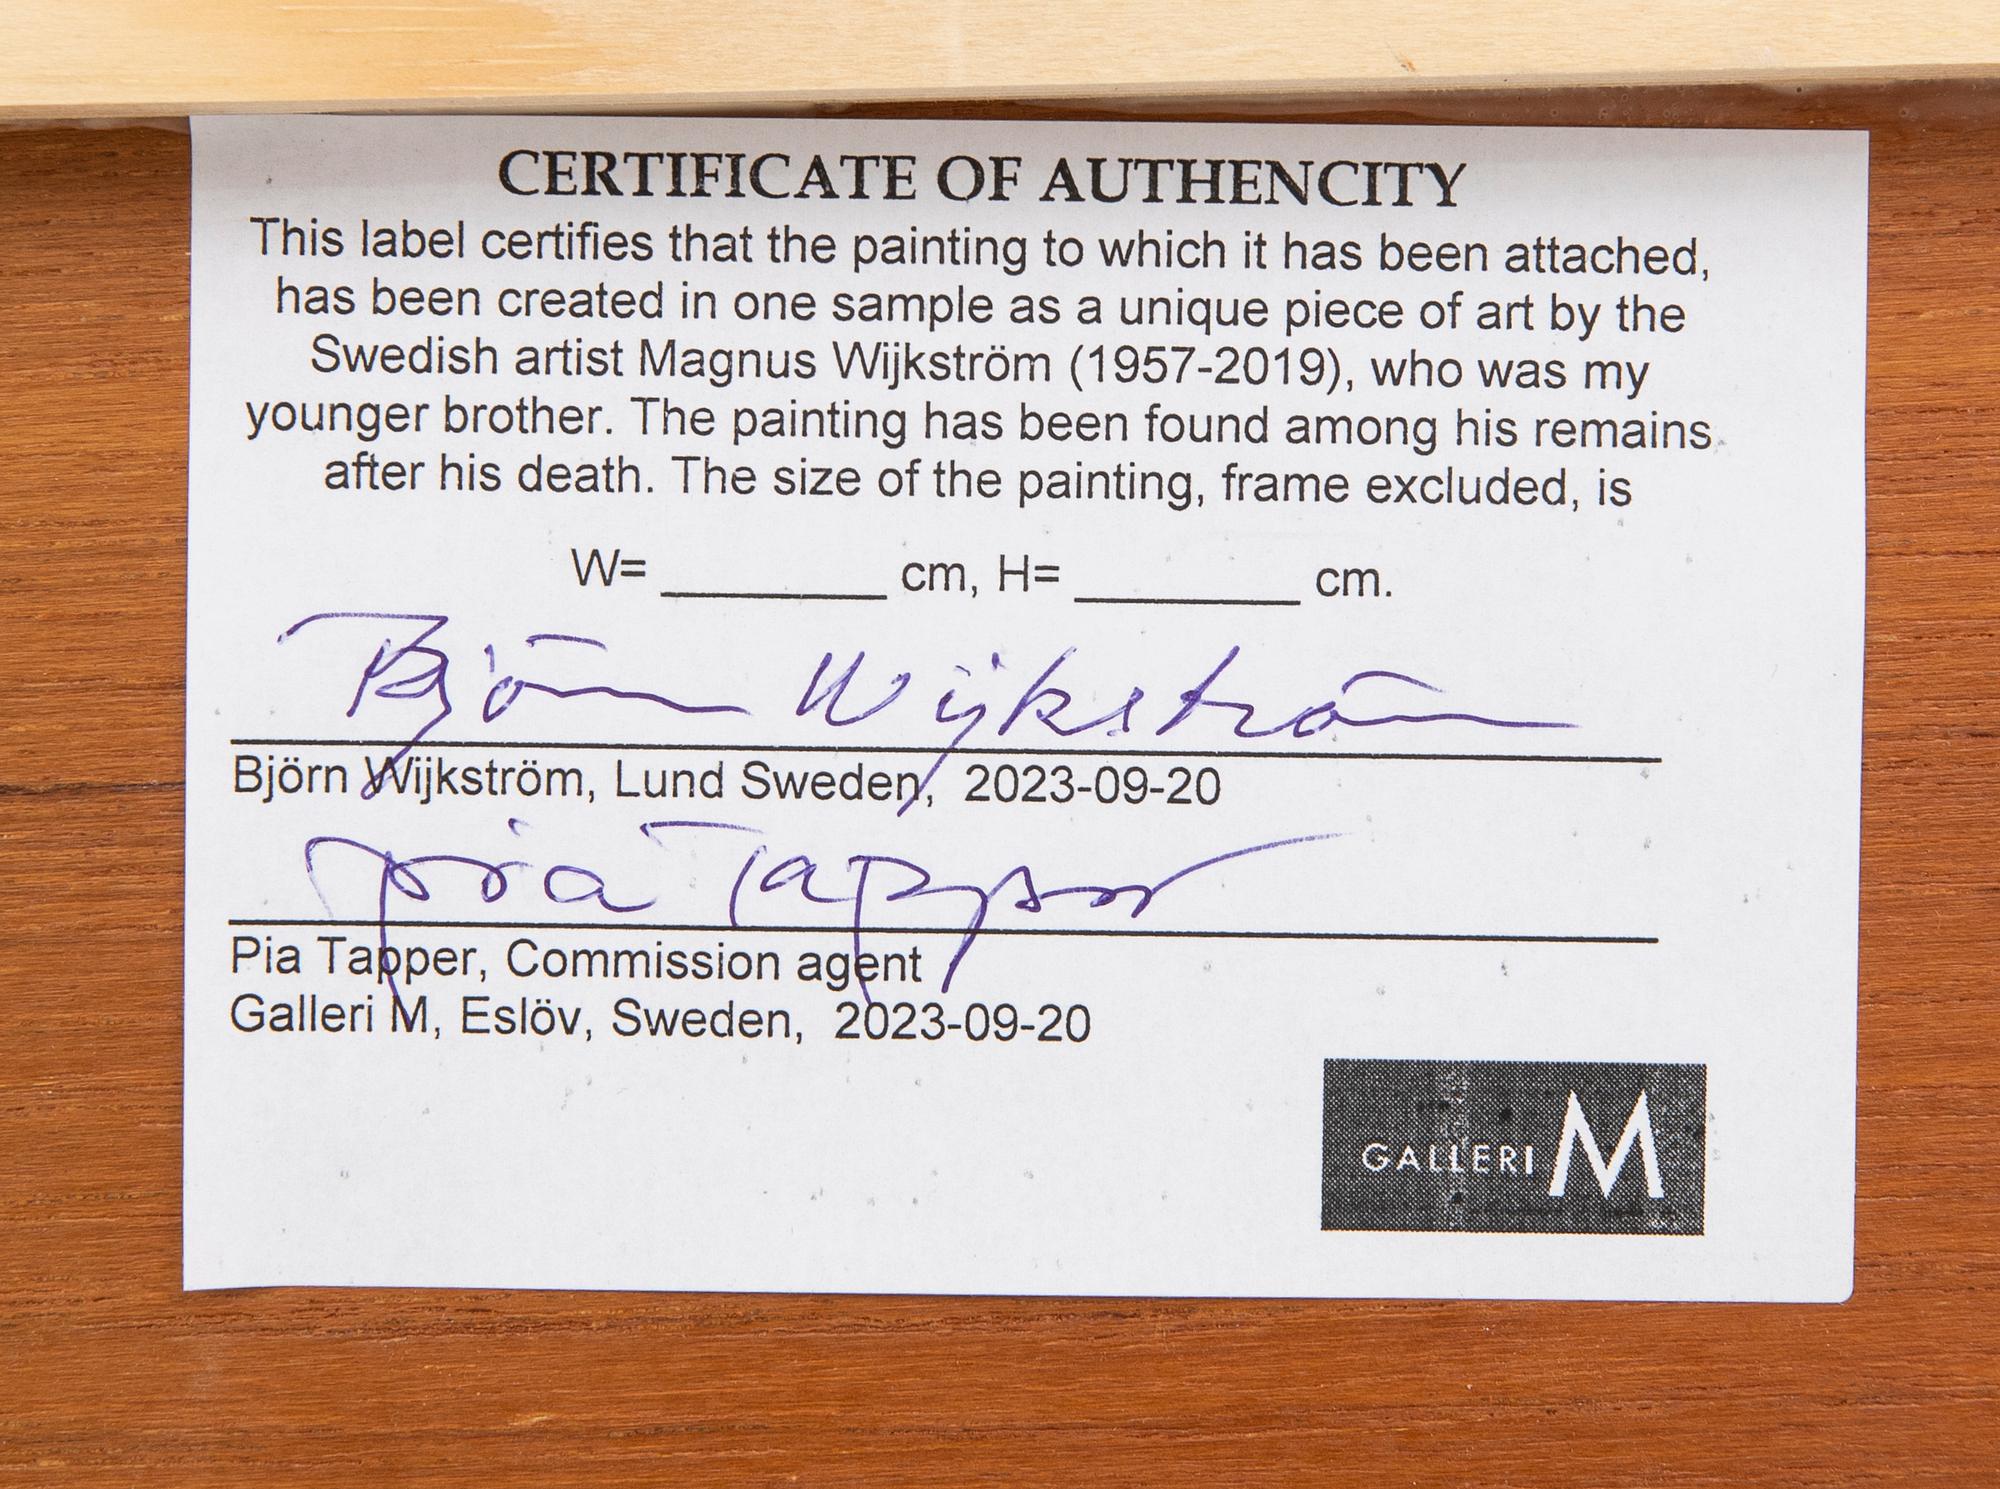 CERTIFICATE OF AUTHENCITY
This label certifies that the painting to which it has been attached,
has been created in one sample as a unique piece of art by the
Swedish artist Magnus Wijkström (1957-2019), who was my
younger brother. The painting has been found among his remains
after his death. The size of the painting, frame excluded, is
W= ________ cm, H= ________ cm.
Björn Wijkström
Björn Wijkström, Lund Sweden, 2023-09-20
Pia Tapper
Pia Tapper, Commission agent
Galleri M, Eslöv, Sweden, 2023-09-20
GALLERI M